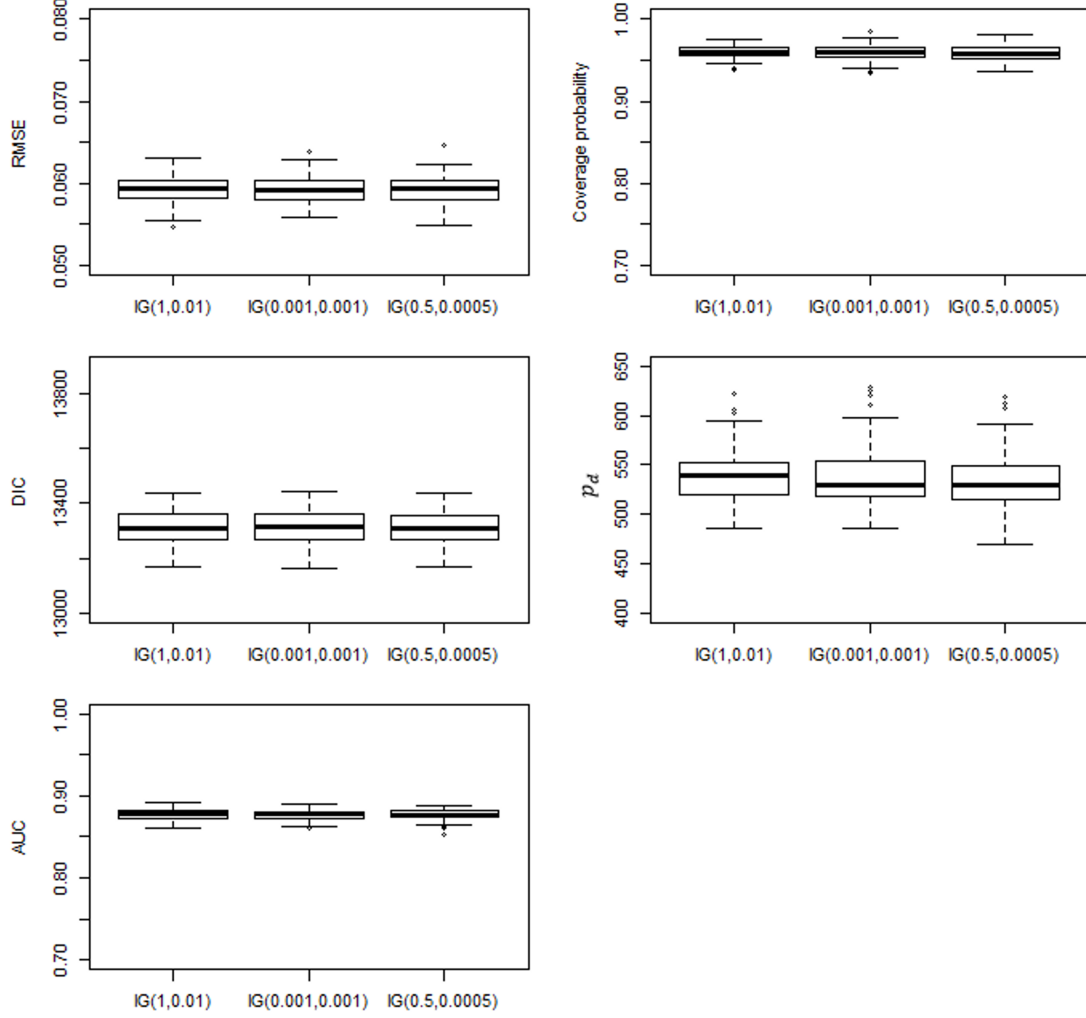 RMSE
0.080
0.070
0.060
0.050
IG(1,0.01) IG(0.001,0.001) IG(0.5,0.0005)
Coverage probability
1.00
0.90
0.80
0.70
IG(1,0.01) IG(0.001,0.001) IG(0.5,0.0005)
DIC
13800
13400
13000
IG(1,0.01) IG(0.001,0.001) IG(0.5,0.0005)
p_d
650
600
550
500
450
400
IG(1,0.01) IG(0.001,0.001) IG(0.5,0.0005)
AUC
1.00
0.90
0.80
0.70
IG(1,0.01) IG(0.001,0.001) IG(0.5,0.0005)